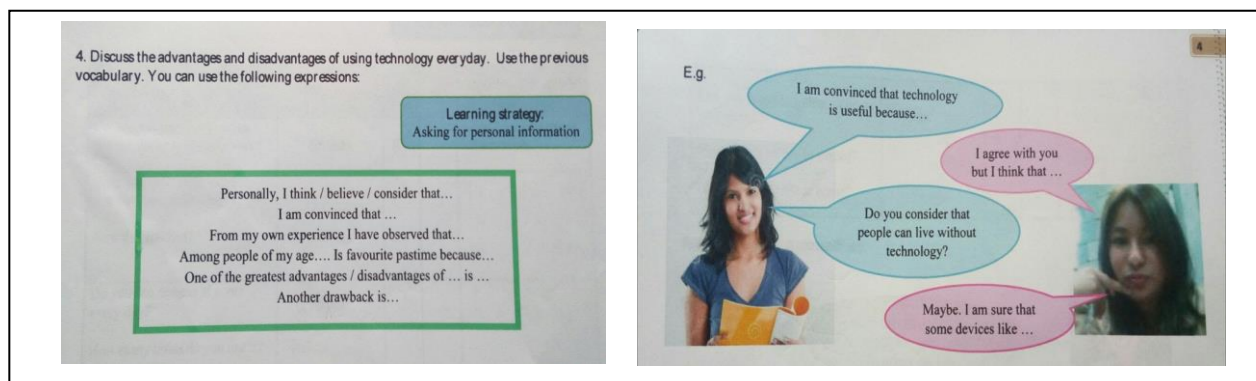 4. Discuss the advantages and disadvantages of using technology everyday. Use the previous
vocabulary. You can use the following expressions:
Learning strategy:
Asking for personal information
Personally, I think / believe / consider that…
I am convinced that …
From my own experience I have observed that…
Among people of my age…. Is favourite pastime because…
One of the greatest advantages / disadvantages of … is …
Another drawback is…
4
E.g.
I am convinced that technology
is useful because…
I agree with you
but I think that …
Do you consider that
people can live without
technology?
Maybe. I am sure that
some devices like …